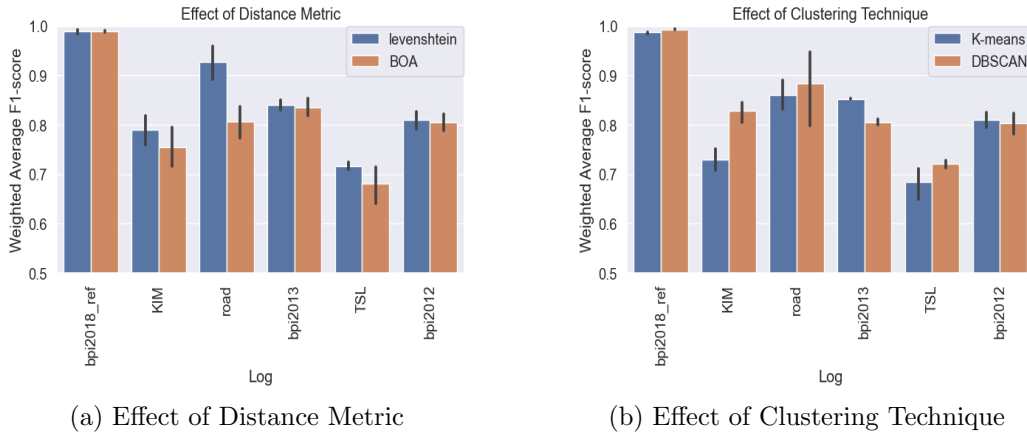 Effect of Distance Metric
levenshtein
BOA
Weighted Average F1-score
1.0
0.9
0.8
0.7
0.6
0.5
bpi2018_ref
KIM
road
bpi2013
TSL
bpi2012
Log
(a) Effect of Distance Metric
Effect of Clustering Technique
K-means
DBSCAN
Weighted Average F1-score
1.0
0.9
0.8
0.7
0.6
0.5
bpi2018_ref
KIM
road
bpi2013
TSL
bpi2012
Log
(b) Effect of Clustering Technique